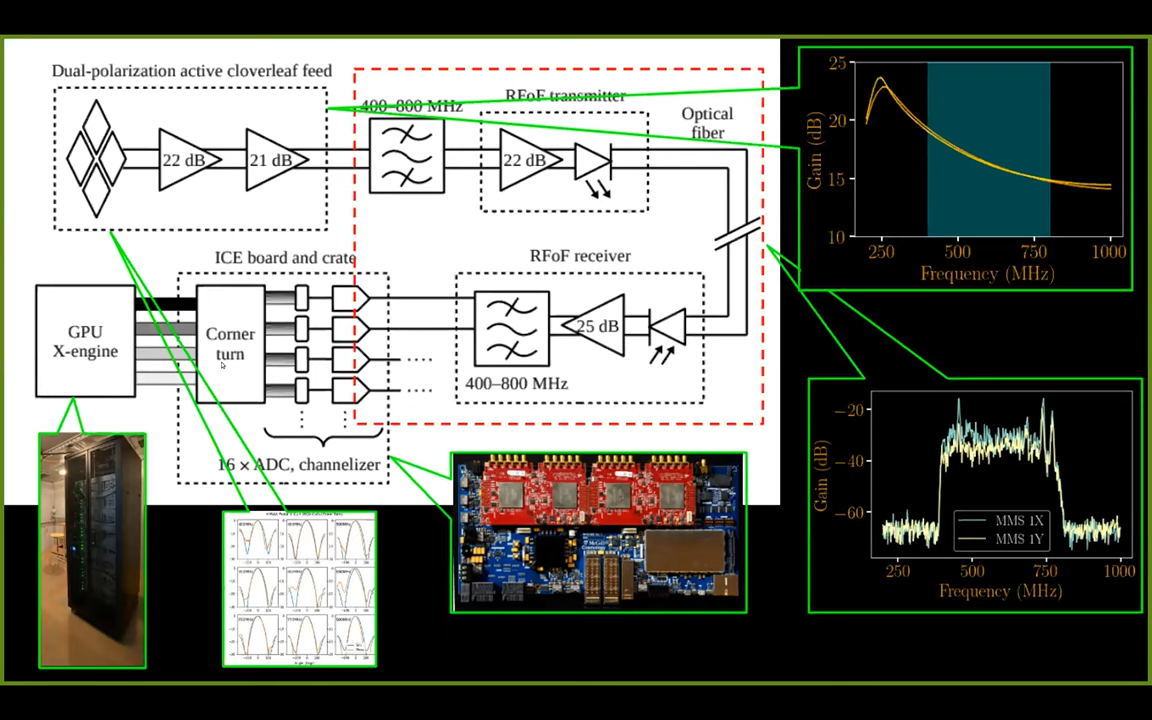 Dual-polarization active cloverleaf feed
22 dB
21 dB
400–800 MHz
RFoF transmitter
22 dB
Optical
fiber
ICE board and crate
RFoF receiver
GPU
X-engine
Corner
turn
25 dB
400–800 MHz
16 × ADC, channelizer
25
20
15
10
Gain (dB)
250
500
750
1000
Frequency (MHz)
−20
−40
−60
Gain (dB)
MMS 1X
MMS 1Y
250
500
750
1000
Frequency (MHz)